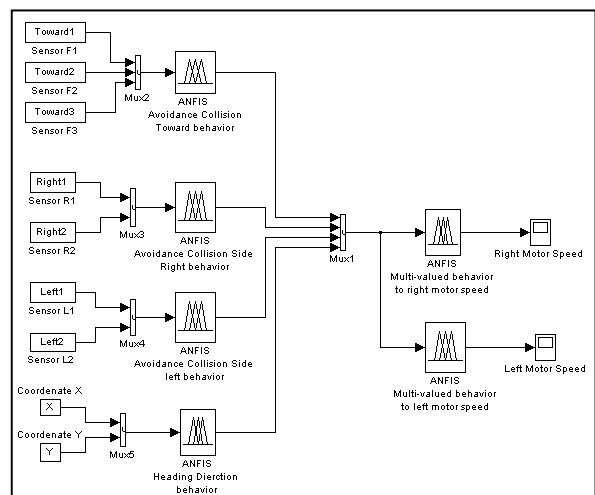 Toward1
Sensor F1
Toward2
Sensor F2
Toward3
Sensor F3
Mux2
ANFIS
Avoidance Collision
Toward behavior
Right1
Sensor R1
Right2
Sensor R2
Mux3
ANFIS
Avoidance Collision Side
Right behavior
Left1
Sensor L1
Left2
Sensor L2
Mux4
ANFIS
Avoidance Collision Side
left behavior
Coordenate X
X
Coordenate Y
Y
Mux5
ANFIS
Heading Dierction
behavior
Mux1
ANFIS
Multi-valued behavior
to right motor speed
Right Motor Speed
ANFIS
Multi-valued behavior
to left motor speed
Left Motor Speed